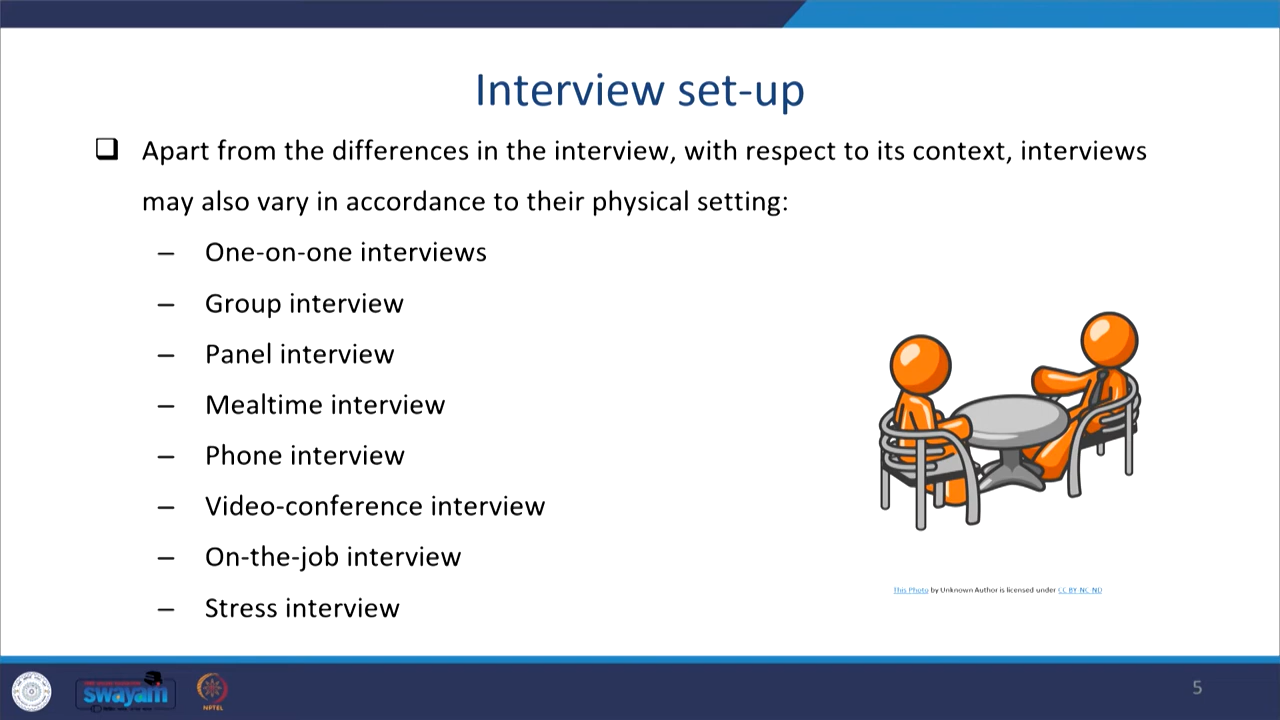 Interview set-up
❑ Apart from the differences in the interview, with respect to its context, interviews
may also vary in accordance to their physical setting:
– One-on-one interviews
– Group interview
– Panel interview
– Mealtime interview
– Phone interview
– Video-conference interview
– On-the-job interview
– Stress interview
This Photo by Unknown Author is licensed under CC BY-NC-ND
swayam
NPTEL
5